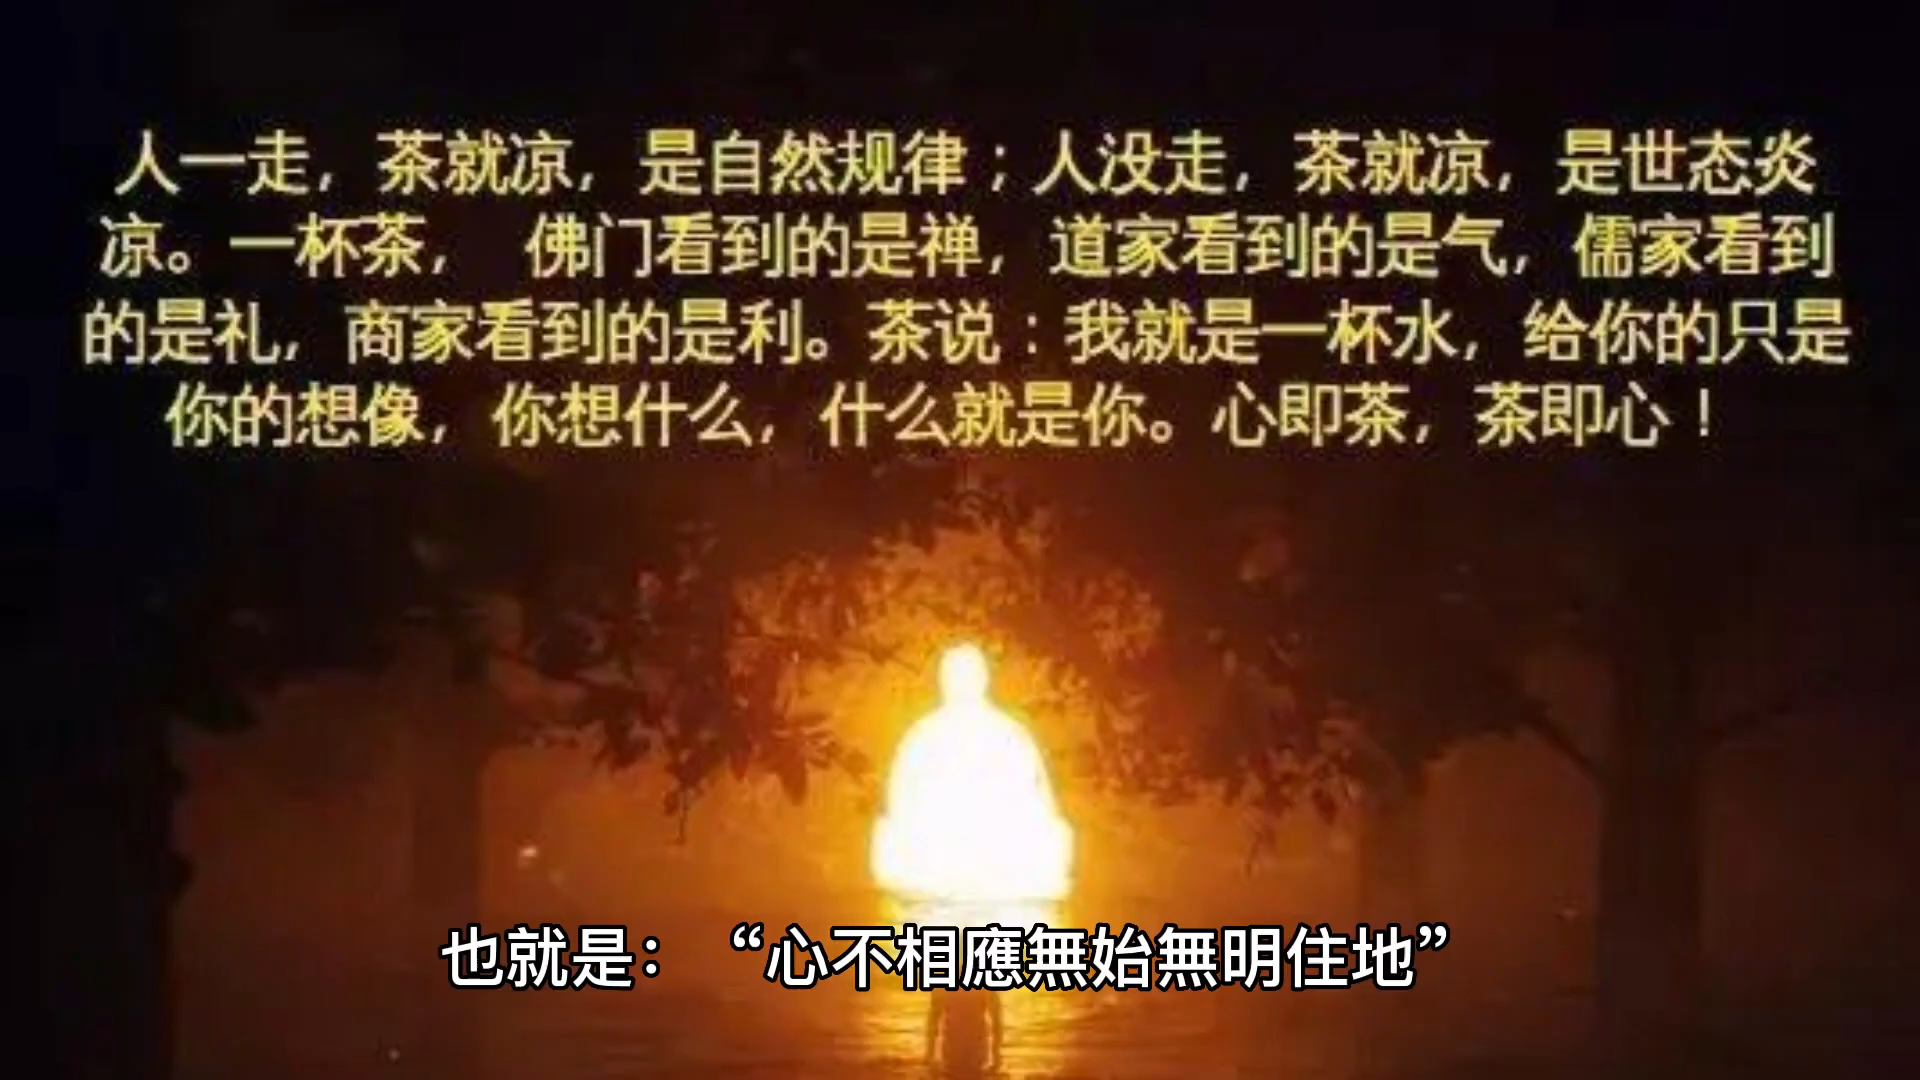 人一走，茶就凉，是自然规律；人没走，茶就凉，是世态炎
凉。一杯茶， 佛门看到的是禅，道家看到的是气，儒家看到
的是礼，商家看到的是利。茶说：我就是一杯水，给你的只是
你的想像，你想什么，什么就是你。心即茶，茶即心！
也就是：“心不相應無始無明住地”